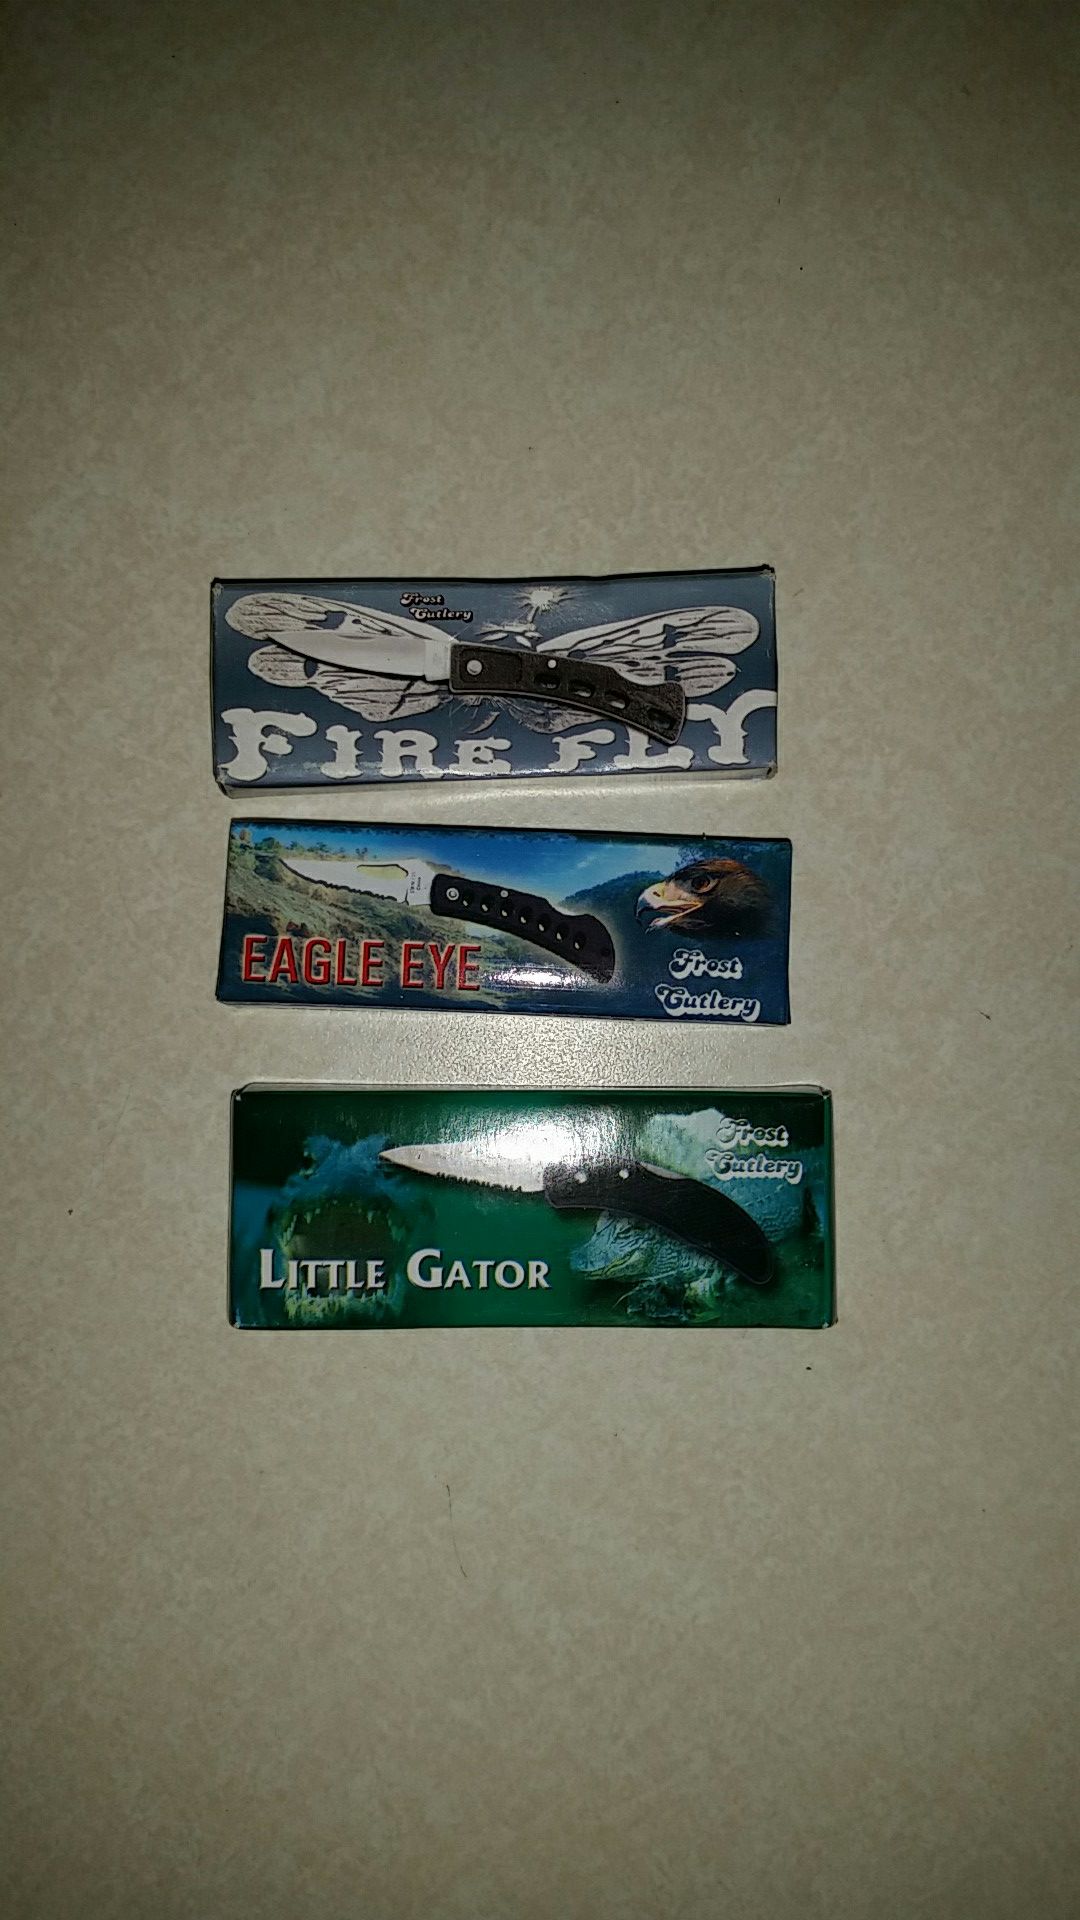 Frost
Cutlery
FIRE FLY
EAGLE EYE
Frost
Cutlery
Frost
Cutlery
LITTLE GATOR